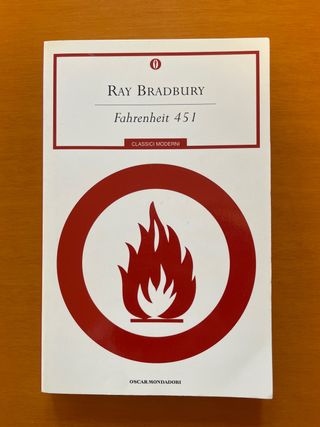 RAY BRADBURY
Fahrenheit 451
CLASSICI MODERNI
OSCAR MONDADORI